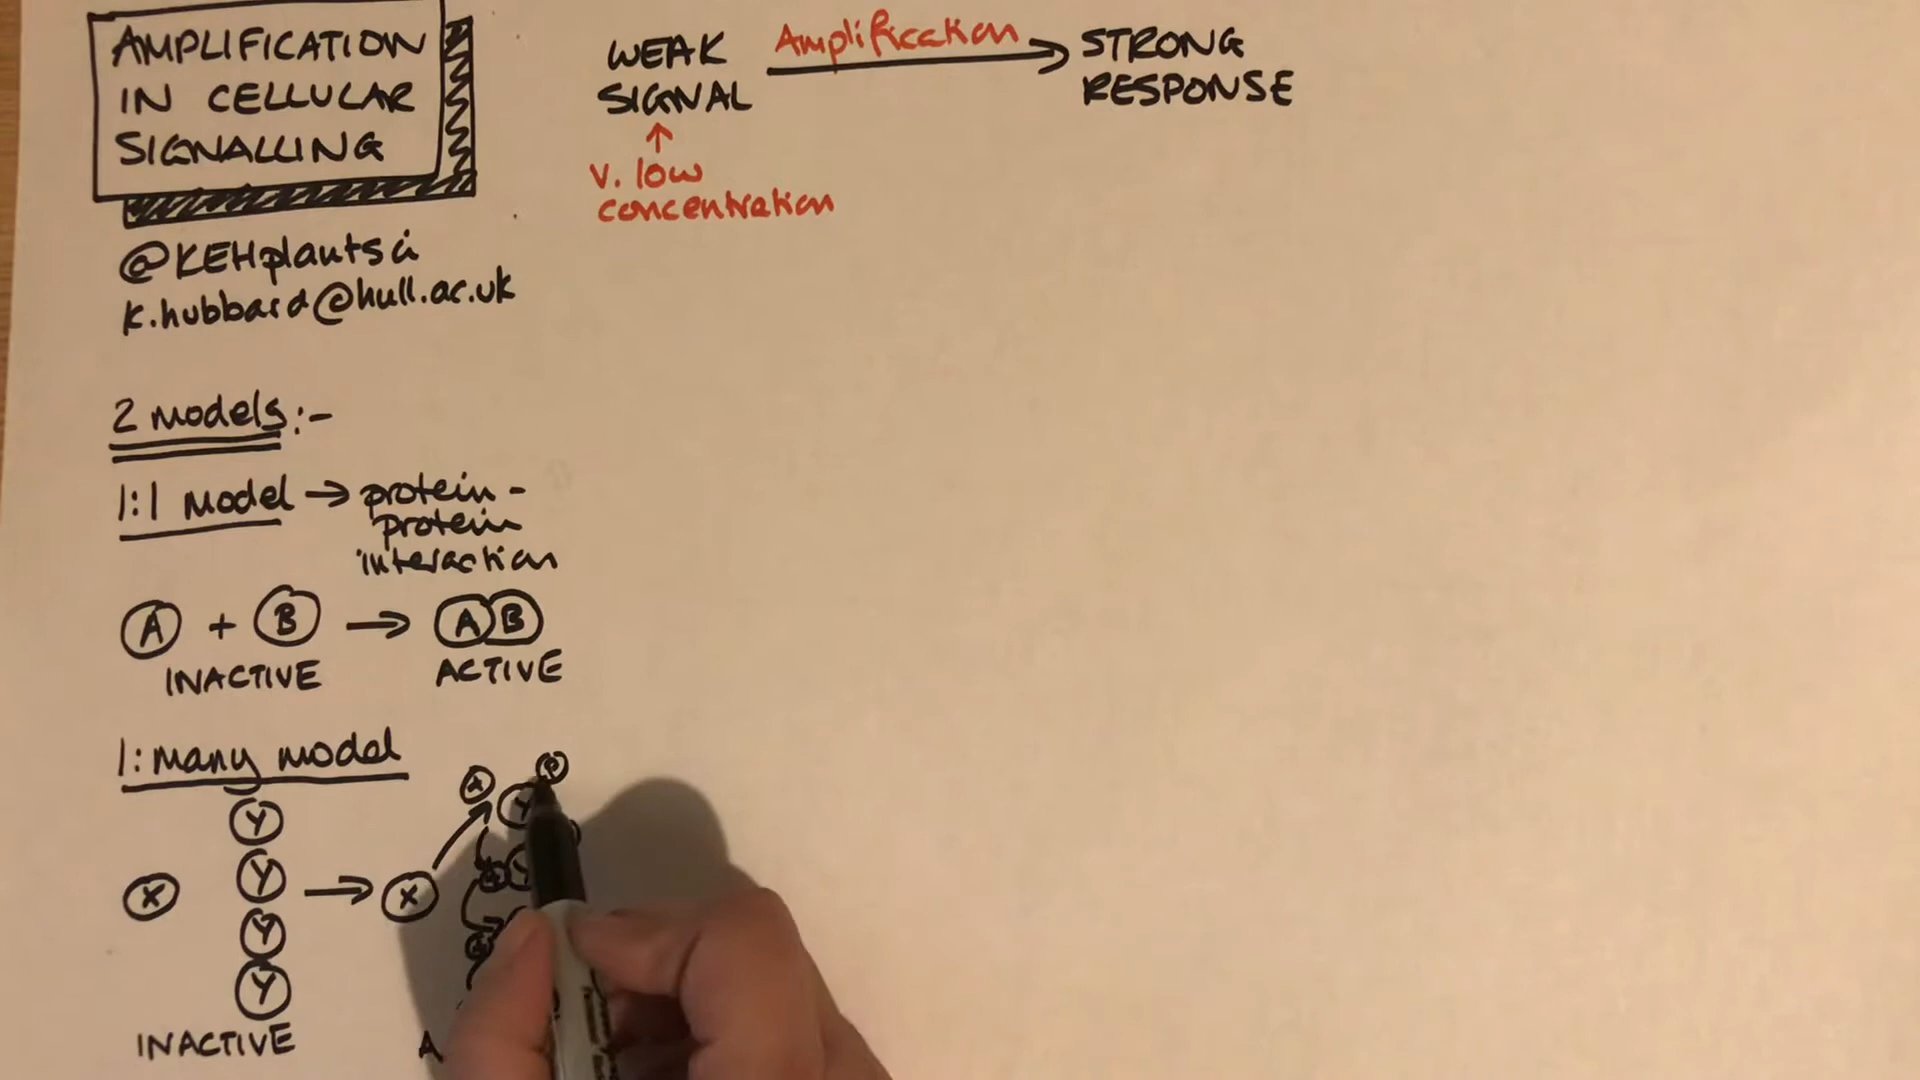 AMPLIFICATION
IN CELLULAR
SIGNALLING
@KEHplantsci
k.hubbard@hull.ac.uk
WEAK
SIGNAL
Amplification
STRONG
RESPONSE
↑
v. low
concentration
2 models:-
1:1 model → protein-
protein
interaction
A + B → AB
INACTIVE ACTIVE
1: many model
Y
Y
X → X
Y
Y
P
Y
INACTIVE
A